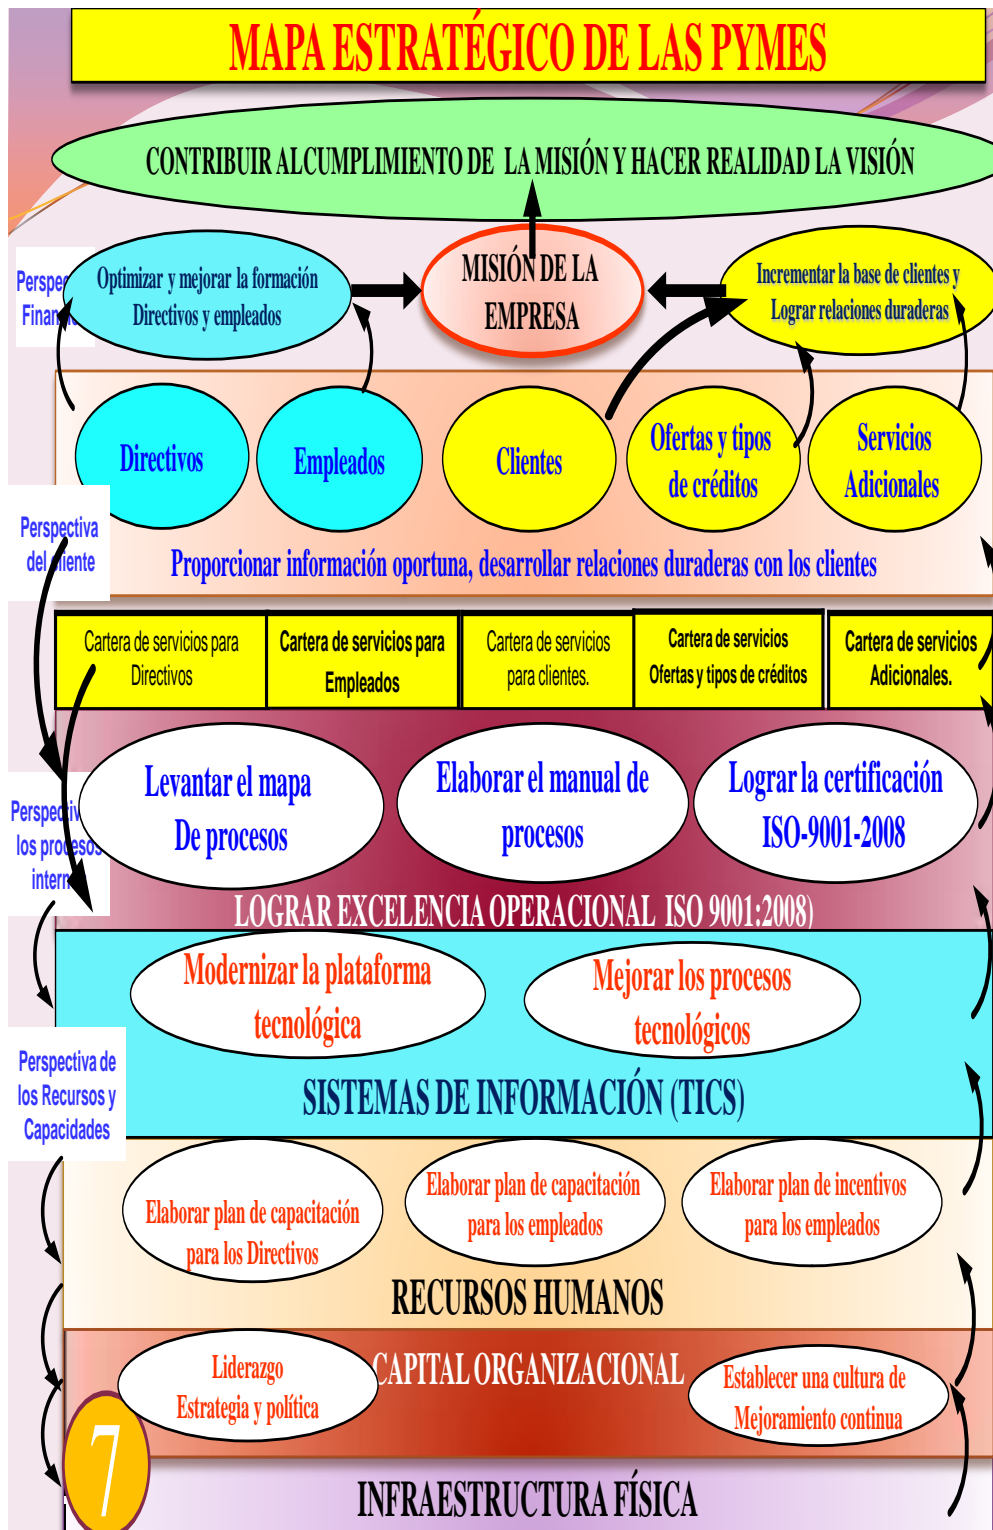 MAPA ESTRATÉGICO DE LAS PYMES
CONTRIBUIR ALCUMPLIMIENTO DE LA MISIÓN Y HACER REALIDAD LA VISIÓN
Optimizar y mejorar la formación
Directivos y empleados
MISIÓN DE LA
EMPRESA
Incrementar la base de clientes y
Lograr relaciones duraderas
Directivos
Empleados
Clientes
Ofertas y tipos
de créditos
Servicios
Adicionales
Perspectiva
del cliente
Proporcionar información oportuna, desarrollar relaciones duraderas con los clientes
Cartera de servicios para
Directivos
Cartera de servicios para
Empleados
Cartera de servicios
para clientes.
Cartera de servicios
Ofertas y tipos de créditos
Cartera de servicios
Adicionales.
Levantar el mapa
De procesos
Elaborar el manual de
procesos
Lograr la certificación
ISO-9001-2008
los procesos
LOGRAR EXCELENCIA OPERACIONAL ISO 9001:2008)
Modernizar la plataforma
tecnológica
Mejorar los procesos
tecnológicos
Perspectiva de
los Recursos y
Capacidades
SISTEMAS DE INFORMACIÓN (TICS)
Elaborar plan de capacitación
para los Directivos
Elaborar plan de capacitación
para los empleados
Elaborar plan de incentivos
para los empleados
RECURSOS HUMANOS
Liderazgo
Estrategia y política
CAPITAL ORGANIZACIONAL
Establecer una cultura de
Mejoramiento continua
7
INFRAESTRUCTURA FÍSICA